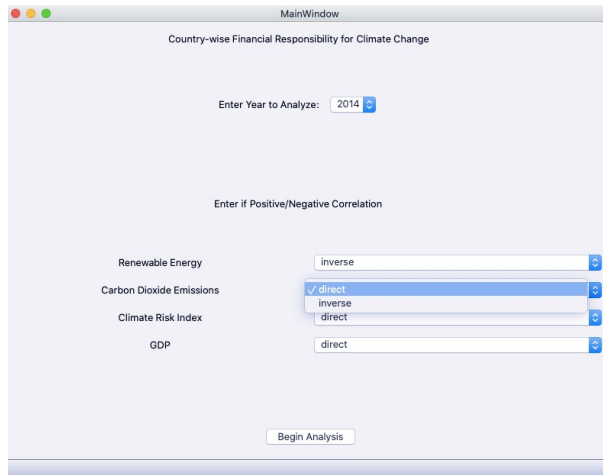 MainWindow
Country-wise Financial Responsibility for Climate Change
Enter Year to Analyze: 2014
Enter if Positive/Negative Correlation
Renewable Energy inverse
Carbon Dioxide Emissions ✓ direct
inverse
Climate Risk Index direct
GDP direct
Begin Analysis